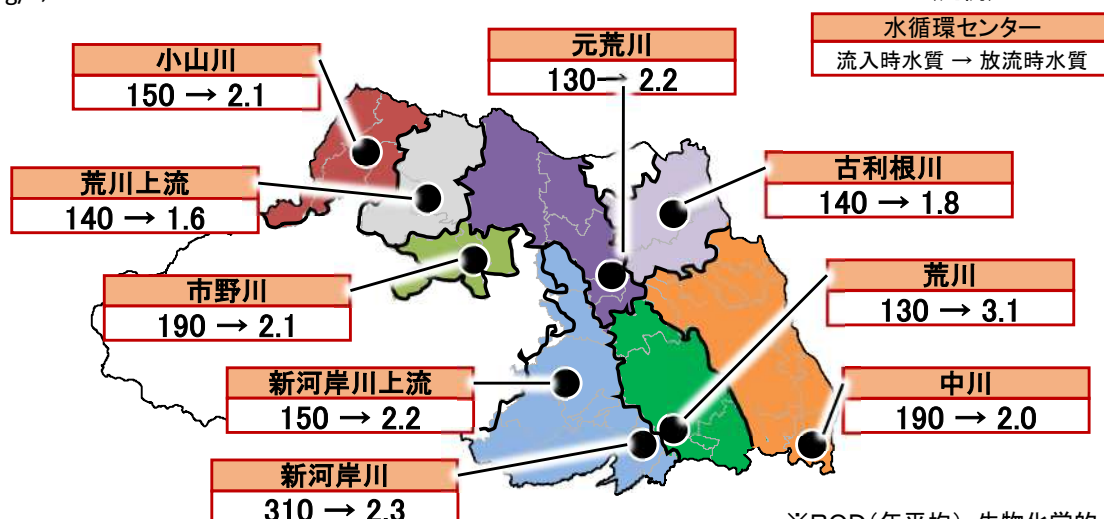 水循環センター
流入時水質 → 放流時水質
小山川
150 → 2.1
元荒川
130→ 2.2
荒川上流
140 → 1.6
古利根川
140 → 1.8
市野川
190 → 2.1
荒川
130 → 3.1
新河岸川上流
150 → 2.2
中川
190 → 2.0
新河岸川
310 → 2.3